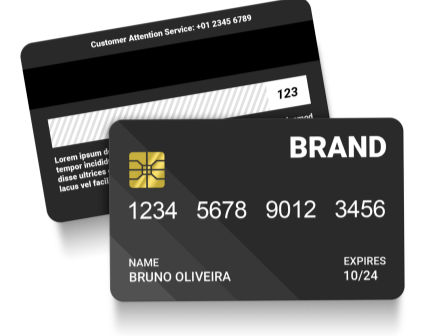 Customer Attention Service: +01 2345 6789
123
Lorem ipsum
tempor incidid
disse ultrices
lacus vel facil
BRAND
1234 5678 9012 3456
NAME
BRUNO OLIVEIRA
EXPIRES
10/24